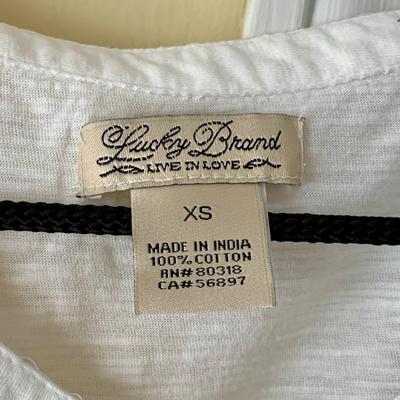 Lucky Brand
LIVE IN LOVE
XS
MADE IN INDIA
100% COTTON
RN# 80318
CA# 56897